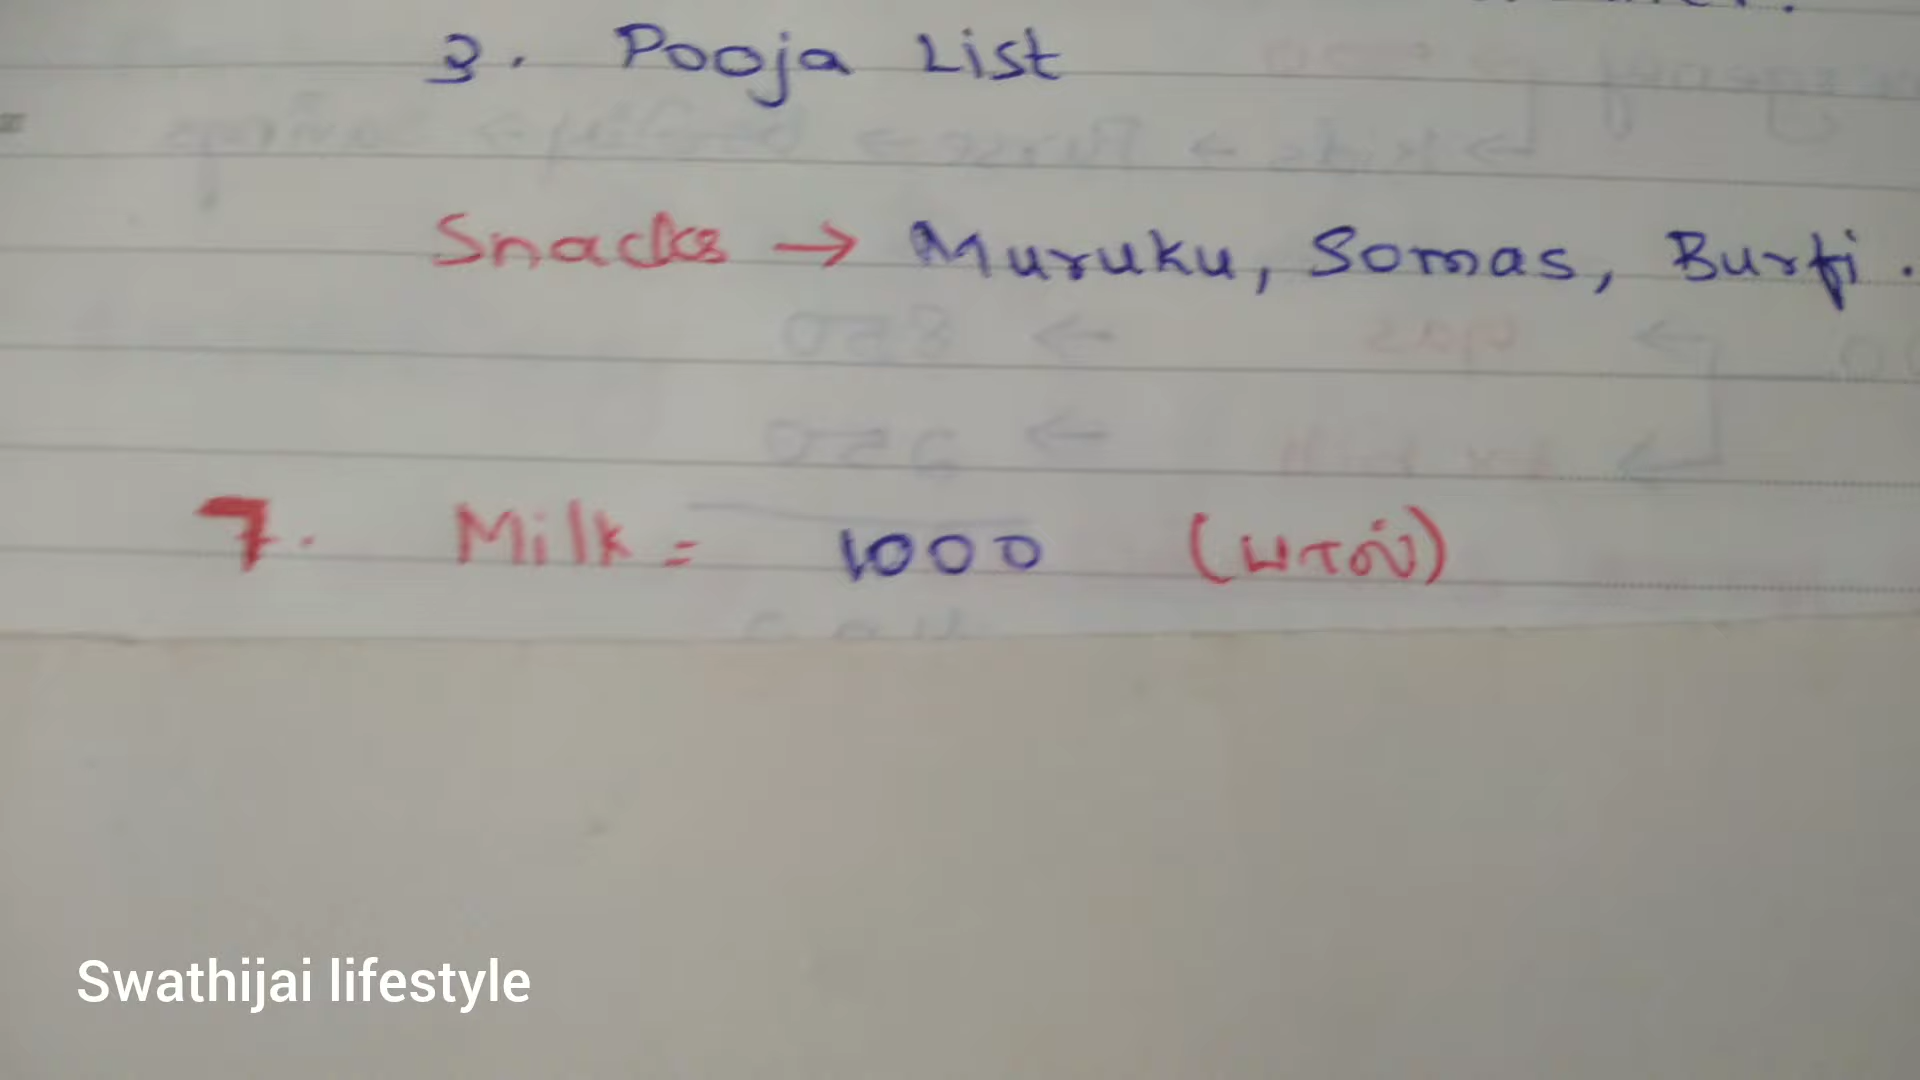 3. Pooja List
Snacks → Muruku, Somas, Burfi.
7. Milk = 1000 (பால்)
Swathijai lifestyle